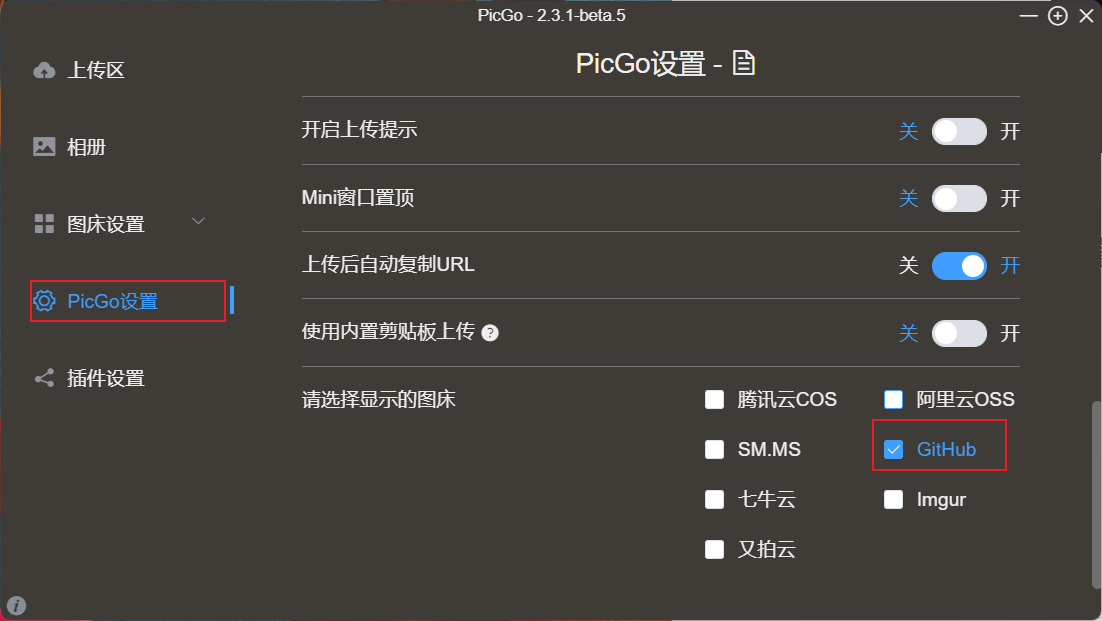 PicGo - 2.3.1-beta.5
上传区
相册
图床设置
PicGo设置
插件设置
PicGo设置 -
开启上传提示 关 开
Mini窗口置顶 关 开
上传后自动复制URL 关 开
使用内置剪贴板上传 ? 关 开
请选择显示的图床 腾讯云COS 阿里云OSS
SM.MS GitHub
七牛云 Imgur
又拍云